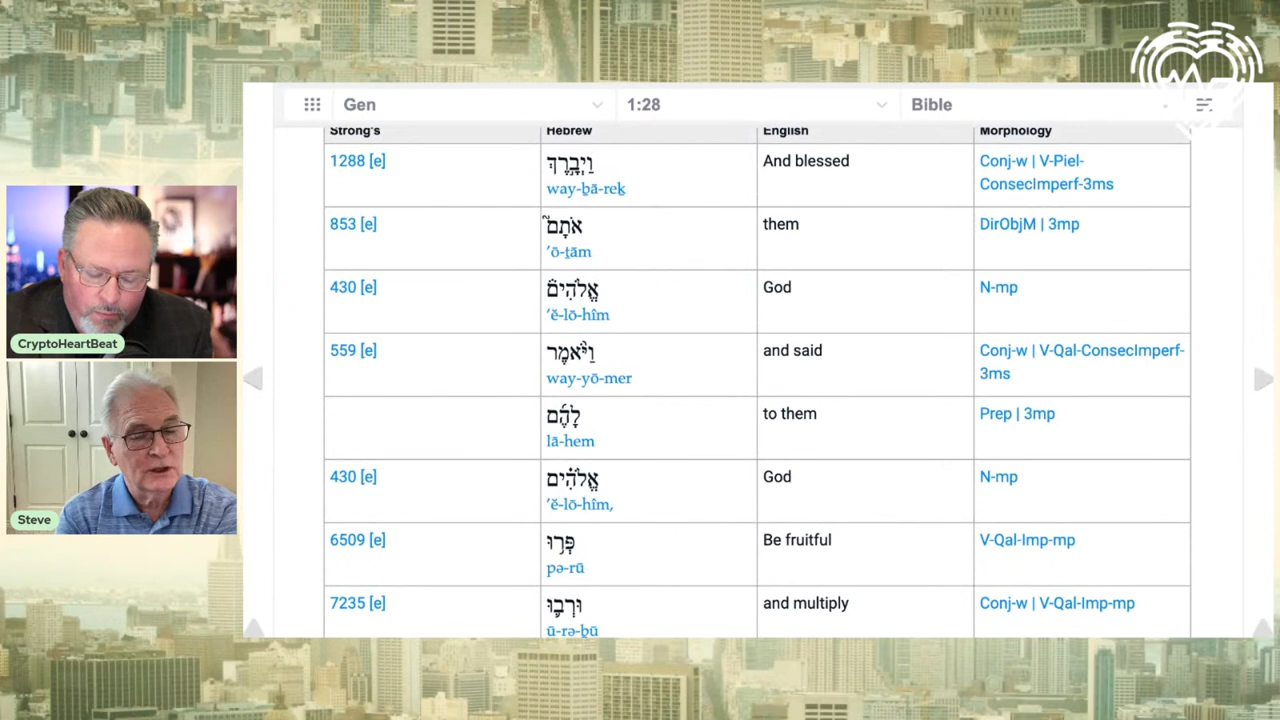 Gen 1:28 Bible
Strong's Hebrew English Morphology
1288 [e] וַיְבָ֣רֶךְ And blessed Conj-w | V-Piel-
way-ḇā-reḵ ConsecImperf-3ms
853 [e] אֹתָם֮ them DirObjM | 3mp
’ō-ṯām
430 [e] אֱלֹהִים֒ God N-mp
’ĕ-lō-hîm
559 [e] וַיֹּ֨אמֶר and said Conj-w | V-Qal-ConsecImperf-
way-yō-mer 3ms
לָהֶ֜ם to them Prep | 3mp
lā-hem
430 [e] אֱלֹהִ֗ים God N-mp
’ĕ-lō-hîm,
6509 [e] פְּר֥וּ Be fruitful V-Qal-Imp-mp
pə-rū
7235 [e] וּרְב֛וּ and multiply Conj-w | V-Qal-Imp-mp
ū-rə-ḇū
CryptoHeartBeat
Steve